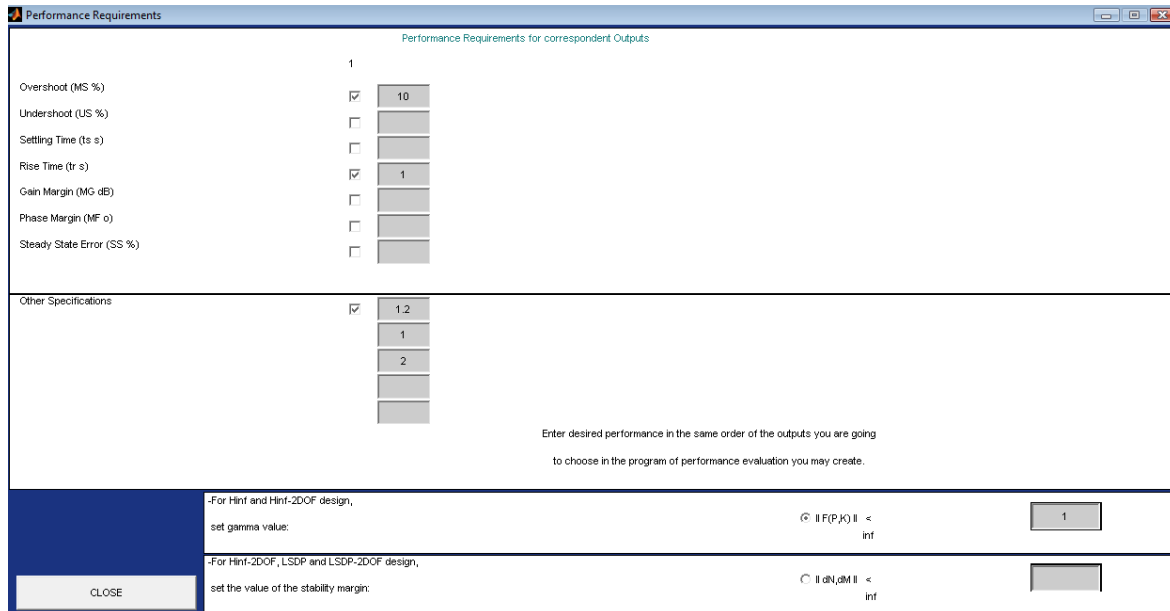 Performance Requirements
Performance Requirements for correspondent Outputs
1
Overshoot (MS %)
10
Undershoot (US %)
Settling Time (ts s)
Rise Time (tr s)
1
Gain Margin (MG dB)
Phase Margin (MF o)
Steady State Error (SS %)
Other Specifications
1.2
1
2
Enter desired performance in the same order of the outputs you are going
to choose in the program of performance evaluation you may create.
-For Hinf and Hinf-2DOF design,
set gamma value:
|| F(P,K) || <
inf
1
-For Hinf-2DOF, LSDP and LSDP-2DOF design,
set the value of the stability margin:
|| dN,dM || <
inf
CLOSE